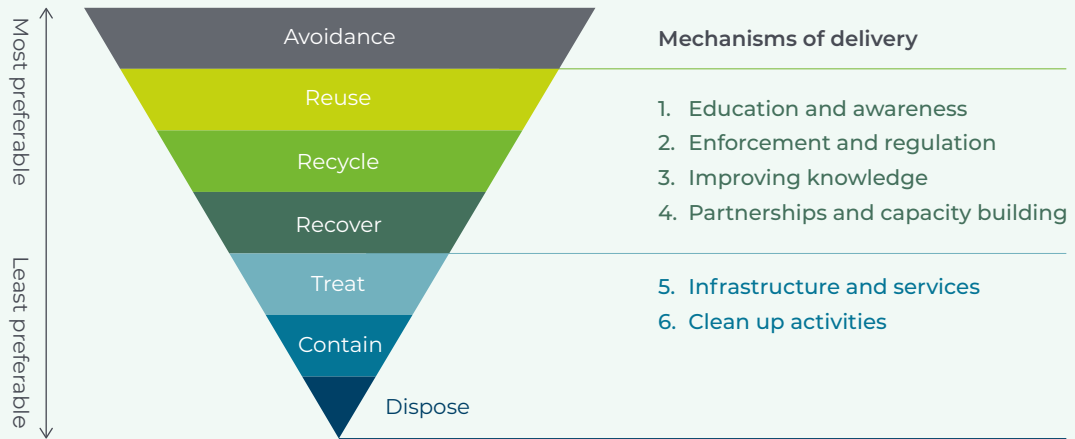 Most preferable
Least preferable
Avoidance
Reuse
Recycle
Recover
Treat
Contain
Dispose
Mechanisms of delivery
1. Education and awareness
2. Enforcement and regulation
3. Improving knowledge
4. Partnerships and capacity building
5. Infrastructure and services
6. Clean up activities